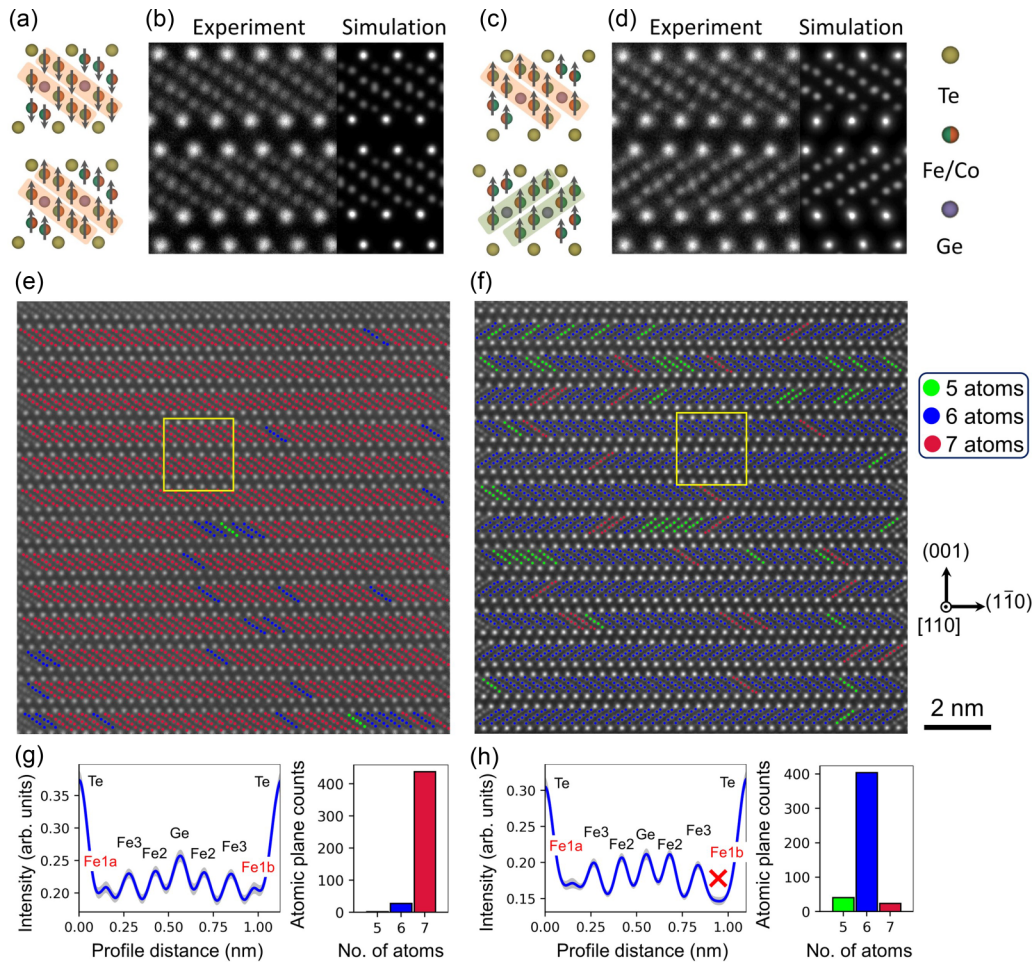 (a)
(b)
Experiment
Simulation
(c)
(d)
Experiment
Simulation
Te
Fe/Co
Ge
(e)
(f)
5 atoms
6 atoms
7 atoms
(001)
(11̅0)
[110]
2 nm
(g)
Intensity (arb. units)
0.35
0.30
0.25
0.20
Te
Fe1a
Fe3
Fe2
Ge
Fe2
Fe3
Fe1b
Te
0.00
0.25
0.50
0.75
1.00
Profile distance (nm)
Atomic plane counts
400
300
200
100
0
5
6
7
No. of atoms
(h)
Intensity (arb. units)
0.30
0.25
0.20
0.15
Te
Fe1a
Fe3
Fe2
Ge
Fe2
Fe3
Fe1b
Te
0.00
0.25
0.50
0.75
1.00
Profile distance (nm)
Atomic plane counts
400
300
200
100
0
5
6
7
No. of atoms